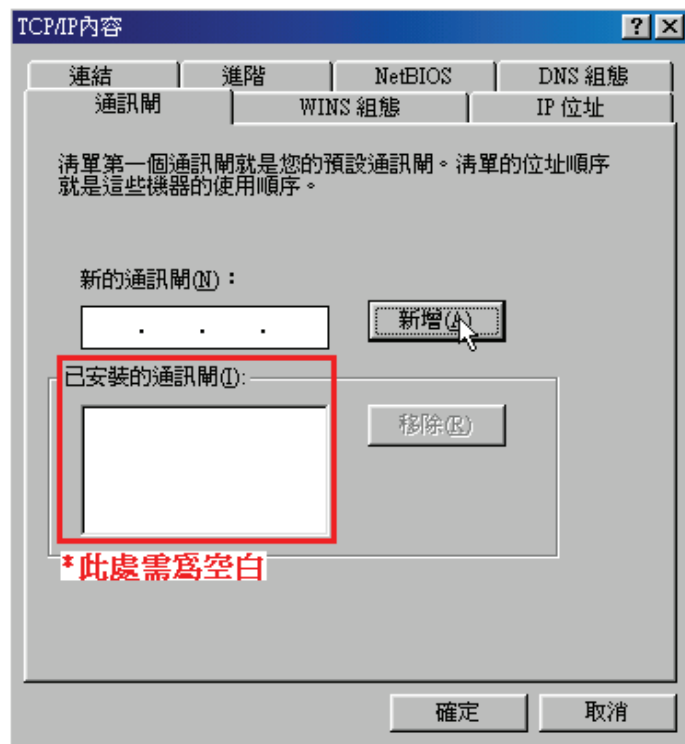 TCP/IP內容
連結 進階 NetBIOS DNS 組態
通訊閘 WINS 組態 IP 位址
清單第一個通訊閘就是您的預設通訊閘。清單的位址順序
就是這些機器的使用順序。
新的通訊閘(N)：
. . . 新增(A)
已安裝的通訊閘(I):
移除(R)
*此處需為空白
確定 取消